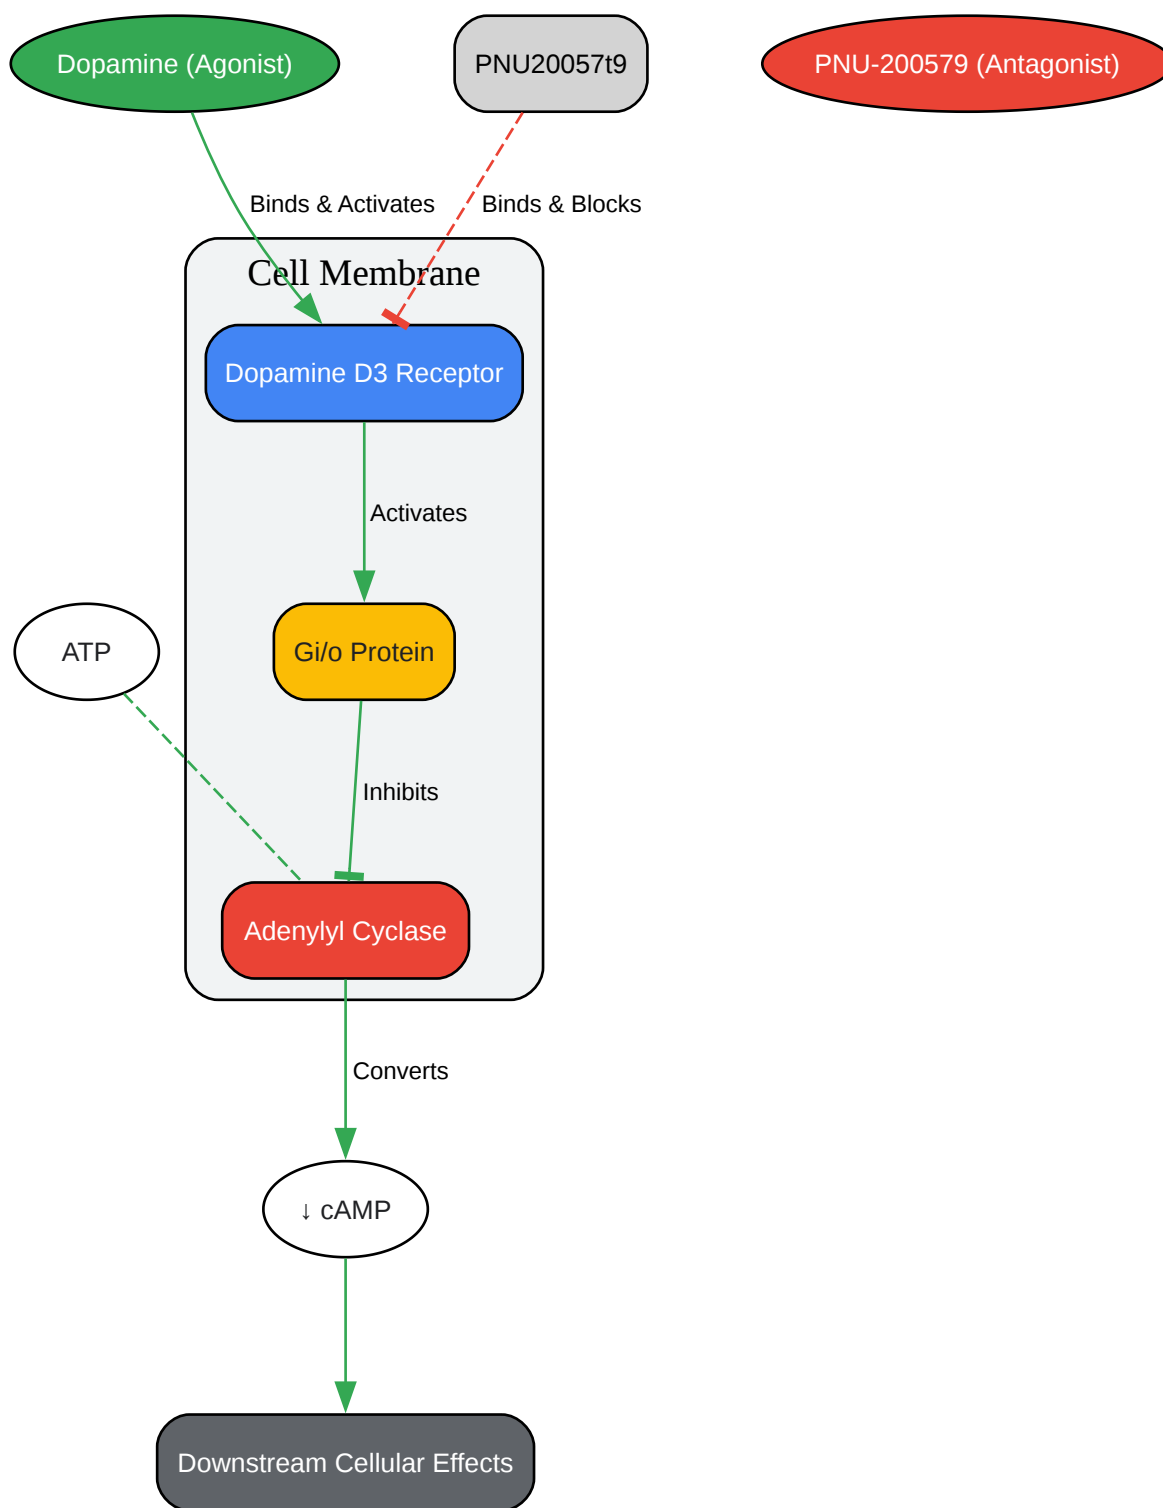 Dopamine (Agonist)
PNU20057t9
PNU-200579 (Antagonist)
Binds & Activates
Binds & Blocks
Cell Membrane
Dopamine D3 Receptor
Activates
ATP
Gi/o Protein
Inhibits
Adenylyl Cyclase
Converts
↓ cAMP
Downstream Cellular Effects